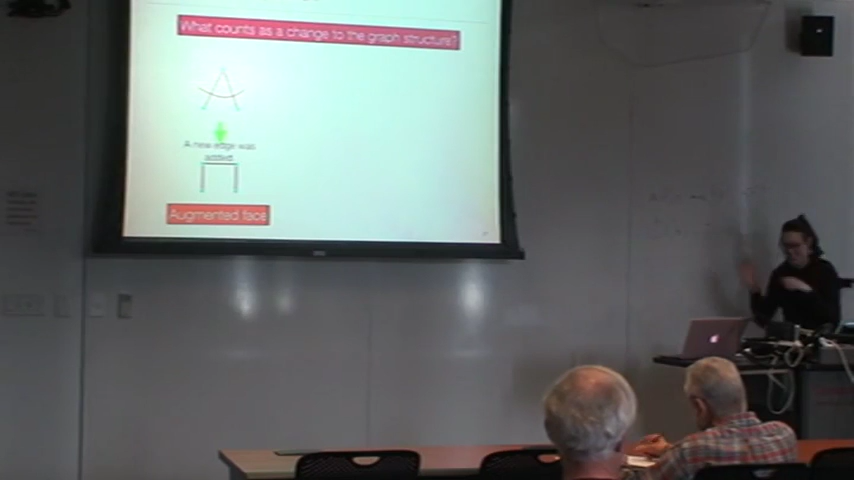 What counts as a change to the graph structure?
A new edge was
added
Augmented face